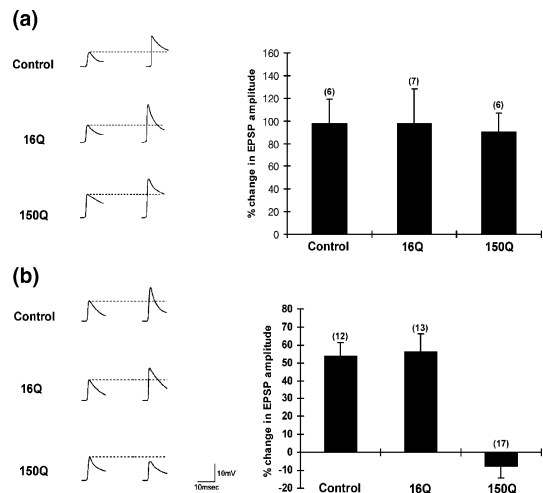 (a)
Control
16Q
150Q
% change in EPSP amplitude
160
140
120
100
80
60
40
20
0
(6)
(7)
(6)
Control
16Q
150Q
(b)
Control
16Q
150Q
10mV
10msec
% change in EPSP amplitude
80
70
60
50
40
30
20
10
0
-10
-20
(12)
(13)
(17)
Control
16Q
150Q